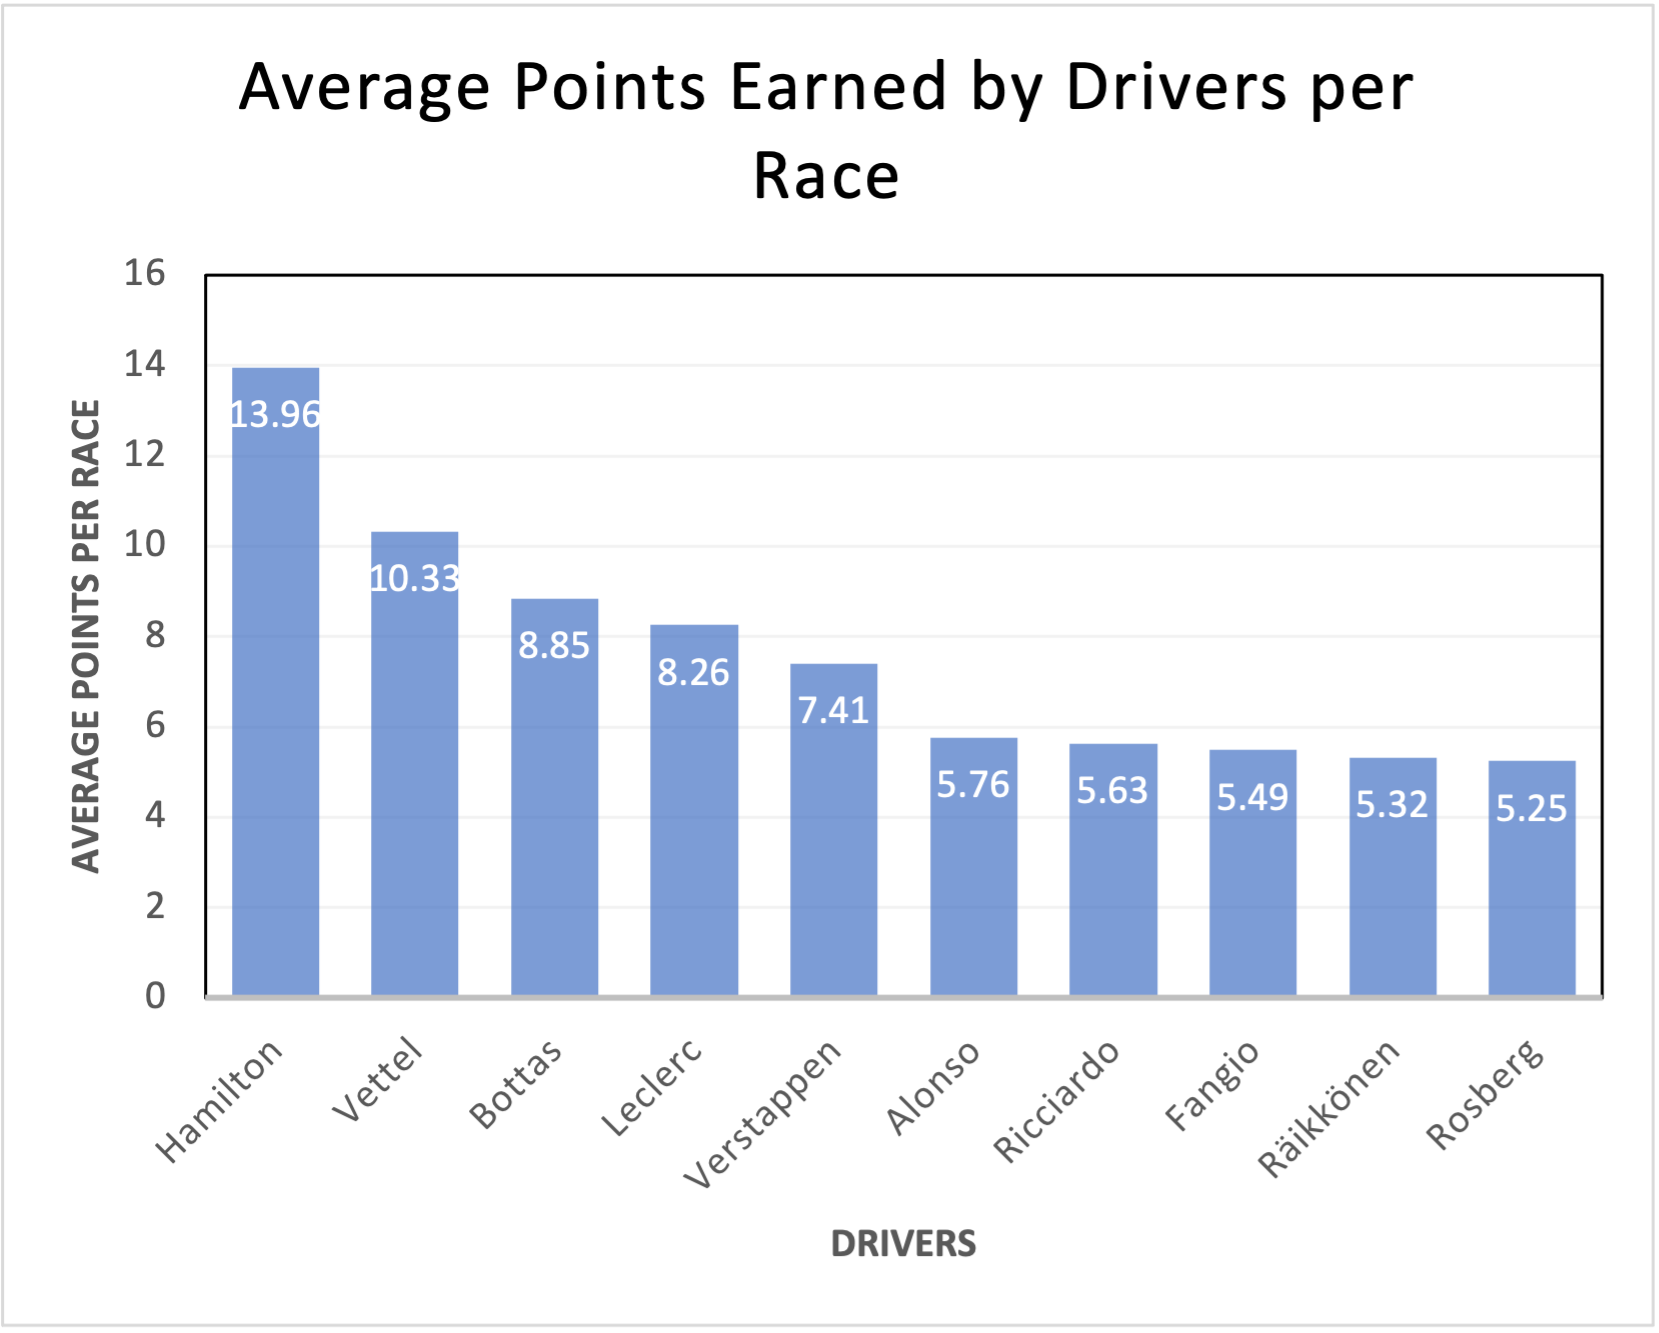 Average Points Earned by Drivers per
Race
16
14
12
10
8
6
4
2
0
AVERAGE POINTS PER RACE
13.96
10.33
8.85
8.26
7.41
5.76
5.63
5.49
5.32
5.25
Hamilton
Vettel
Bottas
Leclerc
Verstappen
Alonso
Ricciardo
Fangio
Räikkönen
Rosberg
DRIVERS